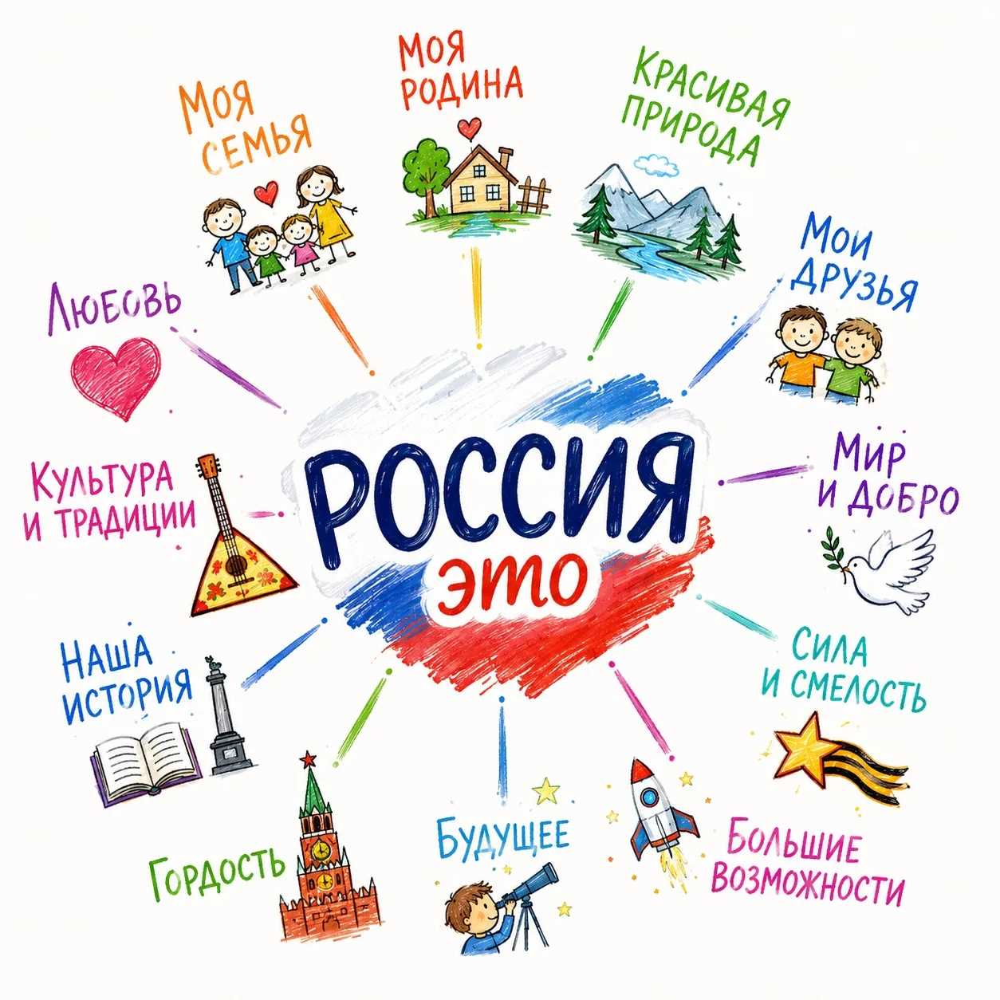 МОЯ
РОДИНА
КРАСИВАЯ
ПРИРОДА
МОЯ
СЕМЬЯ
МОИ
ДРУЗЬЯ
ЛЮБОВЬ
МИР
И ДОБРО
КУЛЬТУРА
И ТРАДИЦИИ
РОССИЯ
это
НАША
ИСТОРИЯ
СИЛА
И СМЕЛОСТЬ
ГОРДОСТЬ
БУДУЩЕЕ
БОЛЬШИЕ
ВОЗМОЖНОСТИ